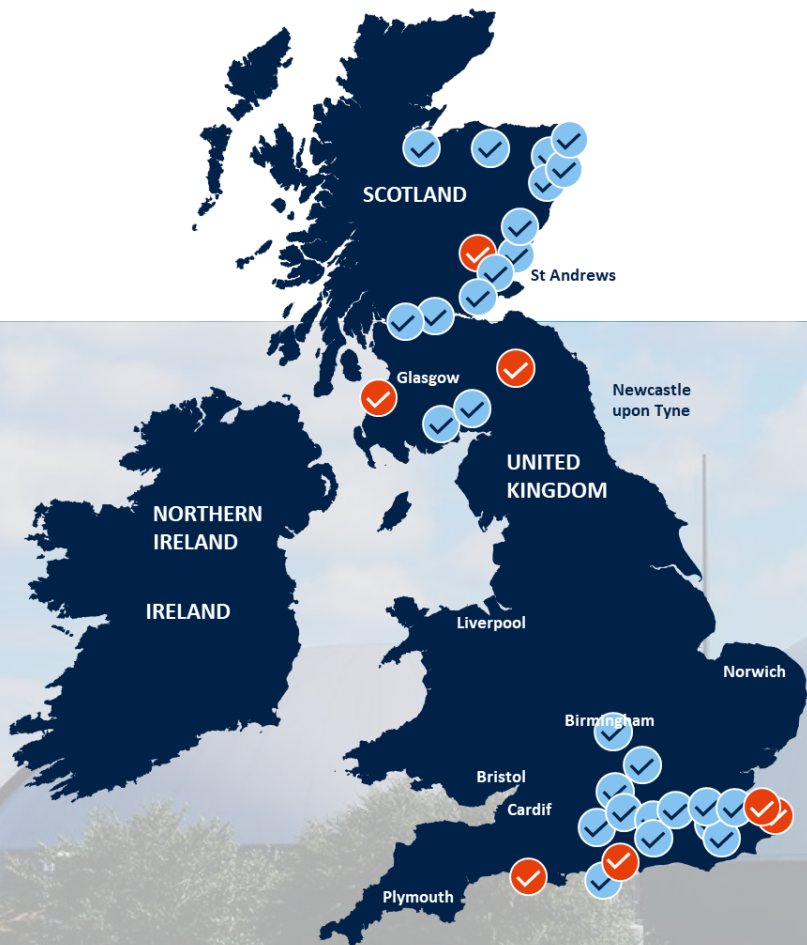 SCOTLAND
St Andrews
Glasgow
Newcastle
upon Tyne
UNITED
KINGDOM
NORTHERN
IRELAND
IRELAND
Liverpool
Norwich
Birmingham
Bristol
Cardif
Plymouth